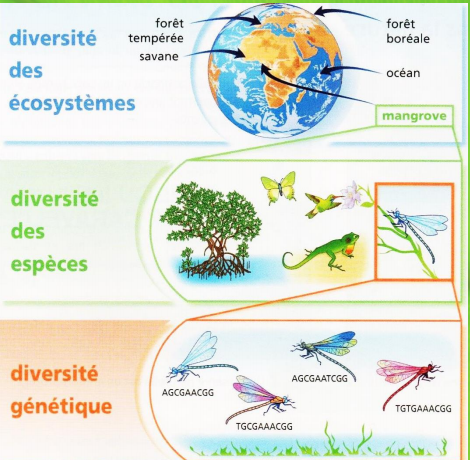 diversité
des
écosystèmes
forêt
tempérée
savane
forêt
boréale
océan
mangrove
diversité
des
espèces
diversité
génétique
AGCGAACGG
TGCGAAACGG
AGCGAATCGG
TGTGAAACGG